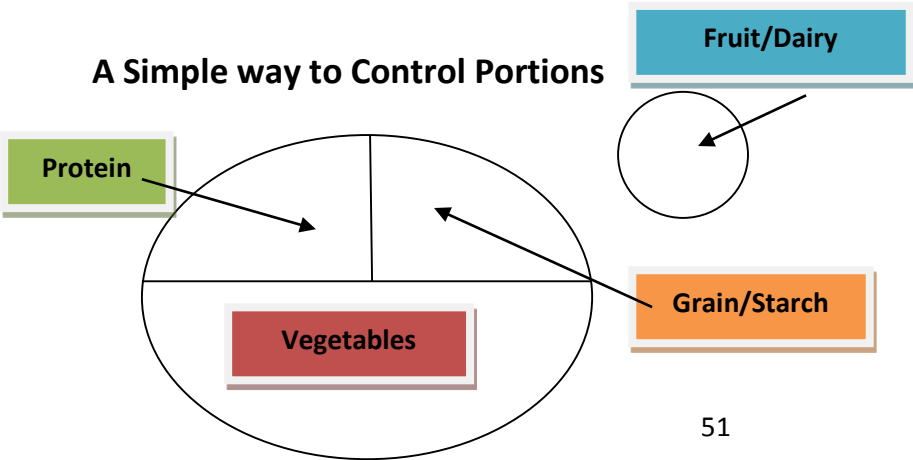 Fruit/Dairy
A Simple way to Control Portions
Protein
Grain/Starch
Vegetables
51